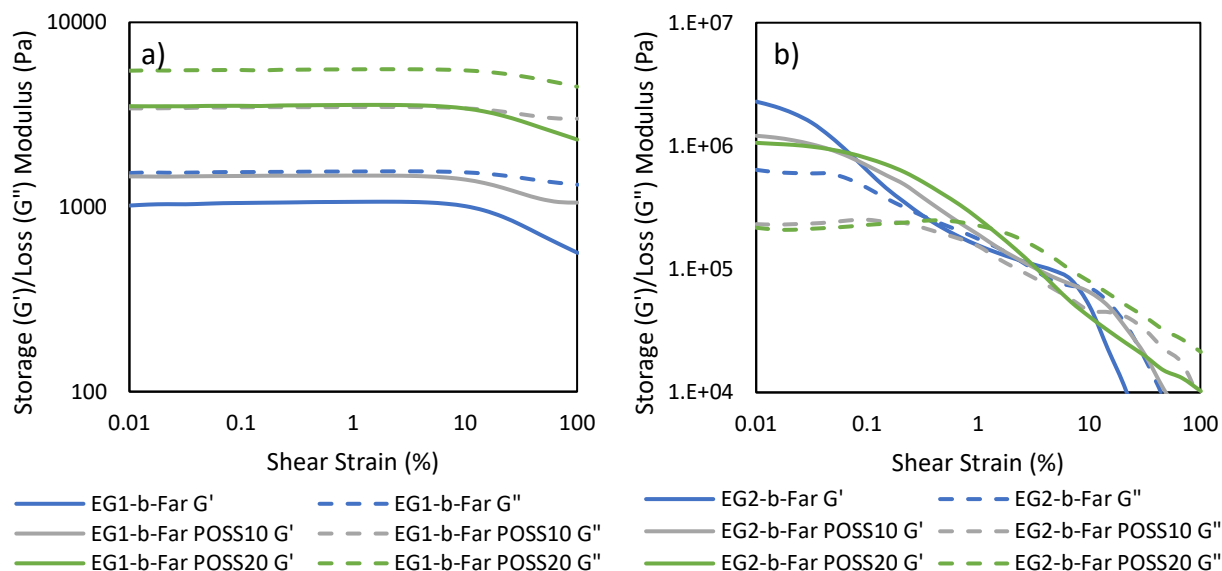 Storage (G')/Loss (G") Modulus (Pa)
10000
1000
100
a)
0.01 0.1 1 10 100
Shear Strain (%)
EG1-b-Far G' EG1-b-Far G"
EG1-b-Far POSS10 G' EG1-b-Far POSS10 G"
EG1-b-Far POSS20 G' EG1-b-Far POSS20 G"
Storage (G')/Loss (G") Modulus (Pa)
1.E+07
1.E+06
1.E+05
1.E+04
b)
0.01 0.1 1 10 100
Shear Strain (%)
EG2-b-Far G' EG2-b-Far G"
EG2-b-Far POSS10 G' EG2-b-Far POSS10 G"
EG2-b-Far POSS20 G' EG2-b-Far POSS20 G"